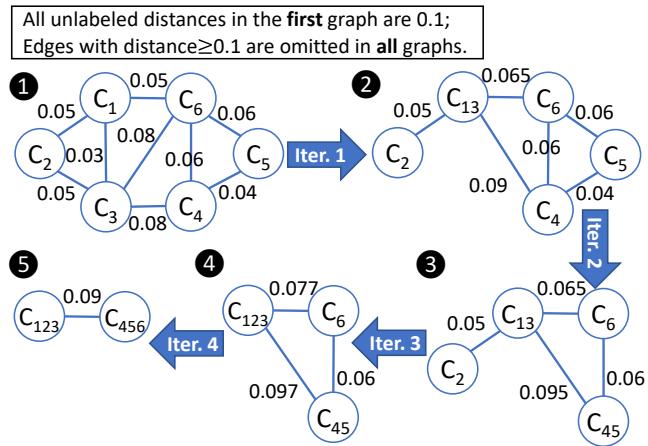 All unlabeled distances in the first graph are 0.1;
Edges with distance≥0.1 are omitted in all graphs.
1
0.05
C1
C6
0.05
0.06
0.08
C2
0.03
0.06
C5
0.05
0.04
C3
C4
0.08
Iter. 1
2
0.065
C13
C6
0.05
0.06
C2
0.06
C5
0.09
0.04
C4
Iter. 2
3
0.065
C13
C6
0.05
C2
0.06
0.095
C45
Iter. 3
4
0.077
C123
C6
0.06
0.097
C45
Iter. 4
5
0.09
C123
C456